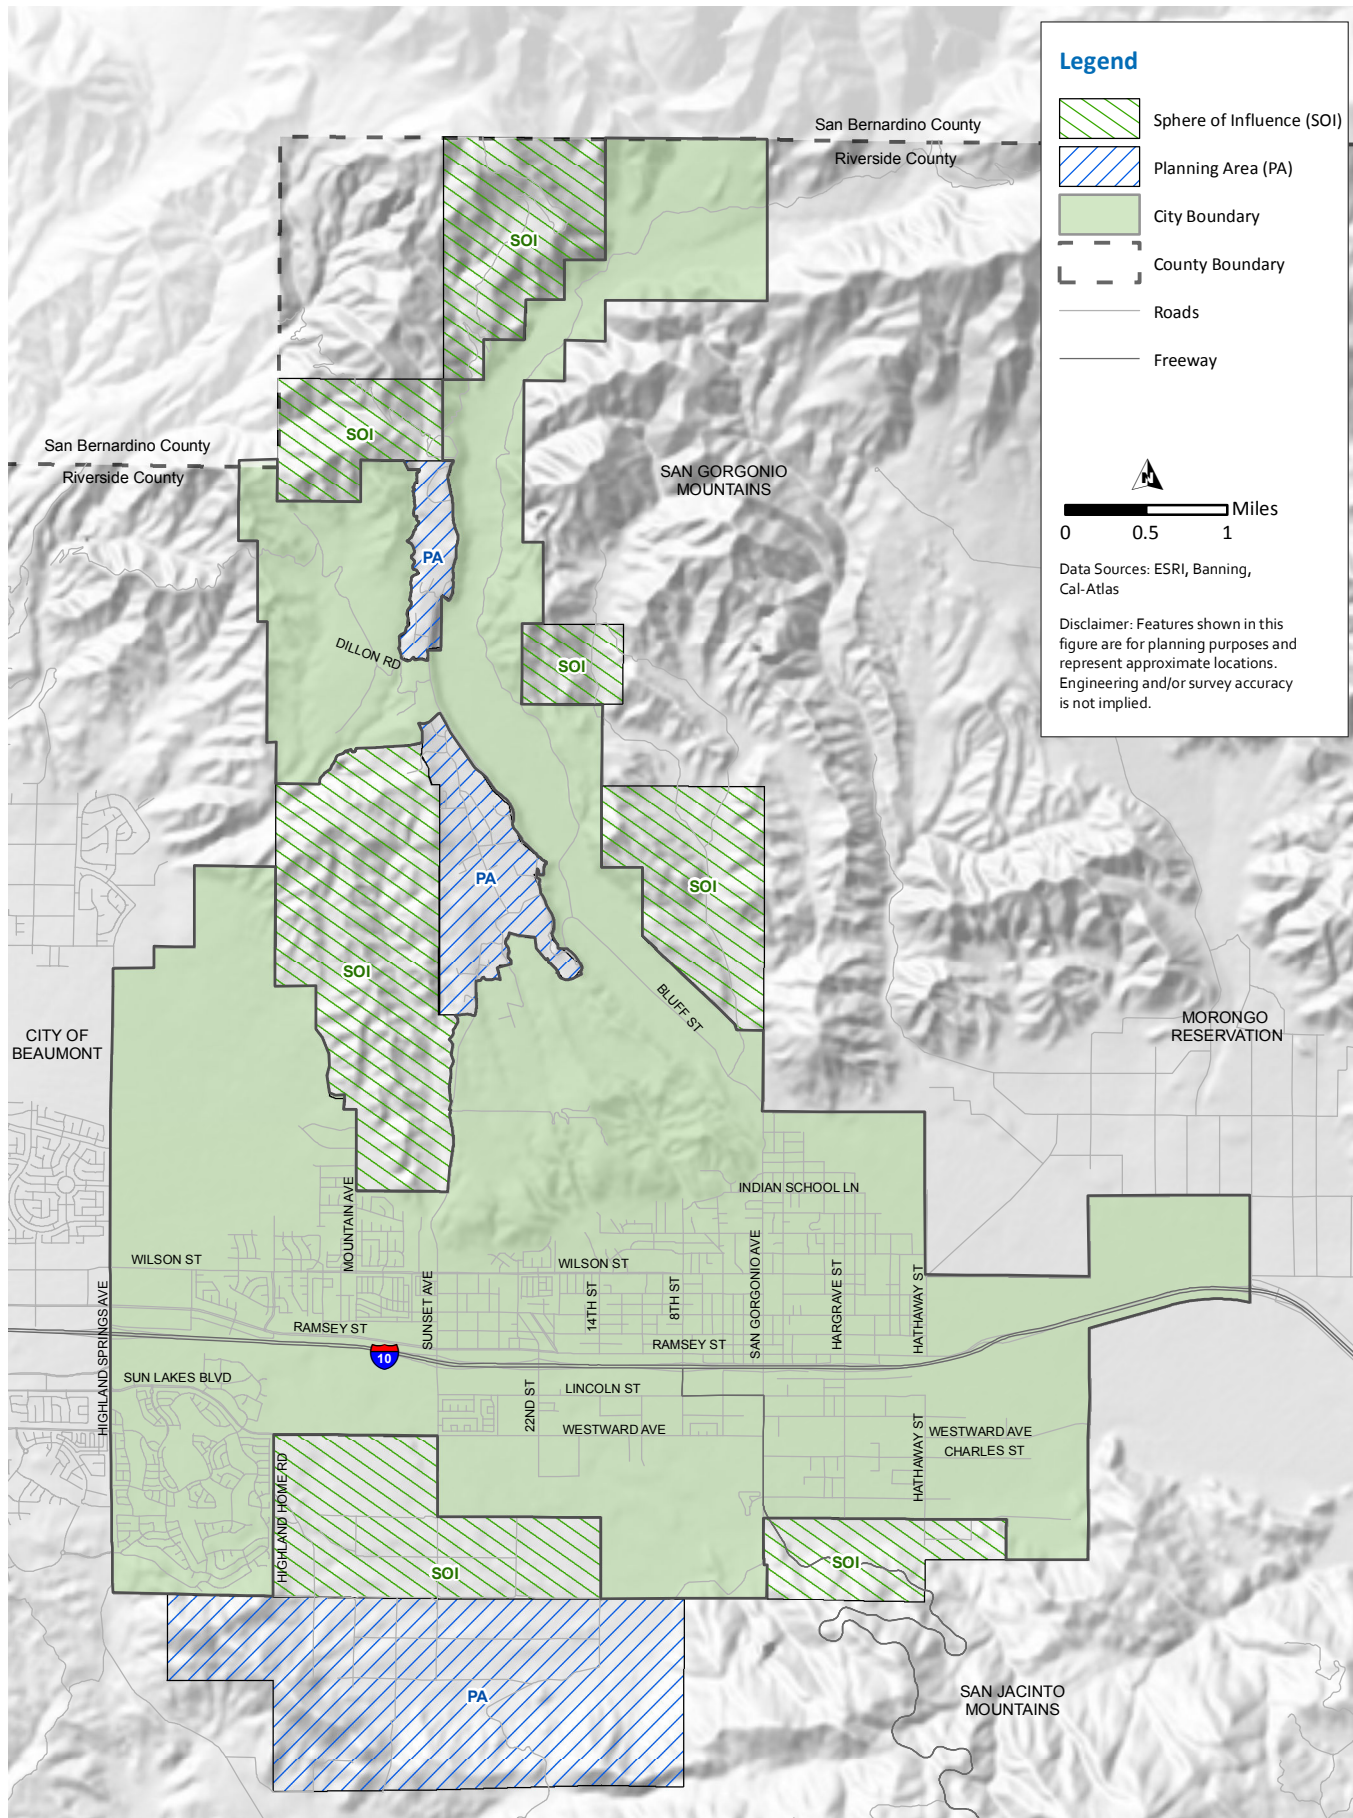 Legend
Sphere of Influence (SOI)
Planning Area (PA)
City Boundary
County Boundary
Roads
Freeway
N
Miles
0 0.5 1
Data Sources: ESRI, Banning,
Cal-Atlas
Disclaimer: Features shown in this
figure are for planning purposes and
represent approximate locations.
Engineering and/or survey accuracy
is not implied.
San Bernardino County
Riverside County
SOI
SOI
San Bernardino County
Riverside County
SAN GORGONIO
MOUNTAINS
PA
DILLON RD
SOI
PA
SOI
SOI
BLUFF ST
CITY OF
BEAUMONT
MORONGO
RESERVATION
INDIAN SCHOOL LN
MOUNTAIN AVE
WILSON ST
WILSON ST
SAN GORGONIO AVE
HIGHLAND SPRINGS AVE
SUNSET AVE
14TH ST
8TH ST
HARGRAVE ST
HATHAWAY ST
RAMSEY ST
RAMSEY ST
10
SUN LAKES BLVD
LINCOLN ST
22ND ST
WESTWARD AVE
HATHAWAY ST
WESTWARD AVE
CHARLES ST
HIGHLAND HOME RD
SOI
SOI
PA
SAN JACINTO
MOUNTAINS